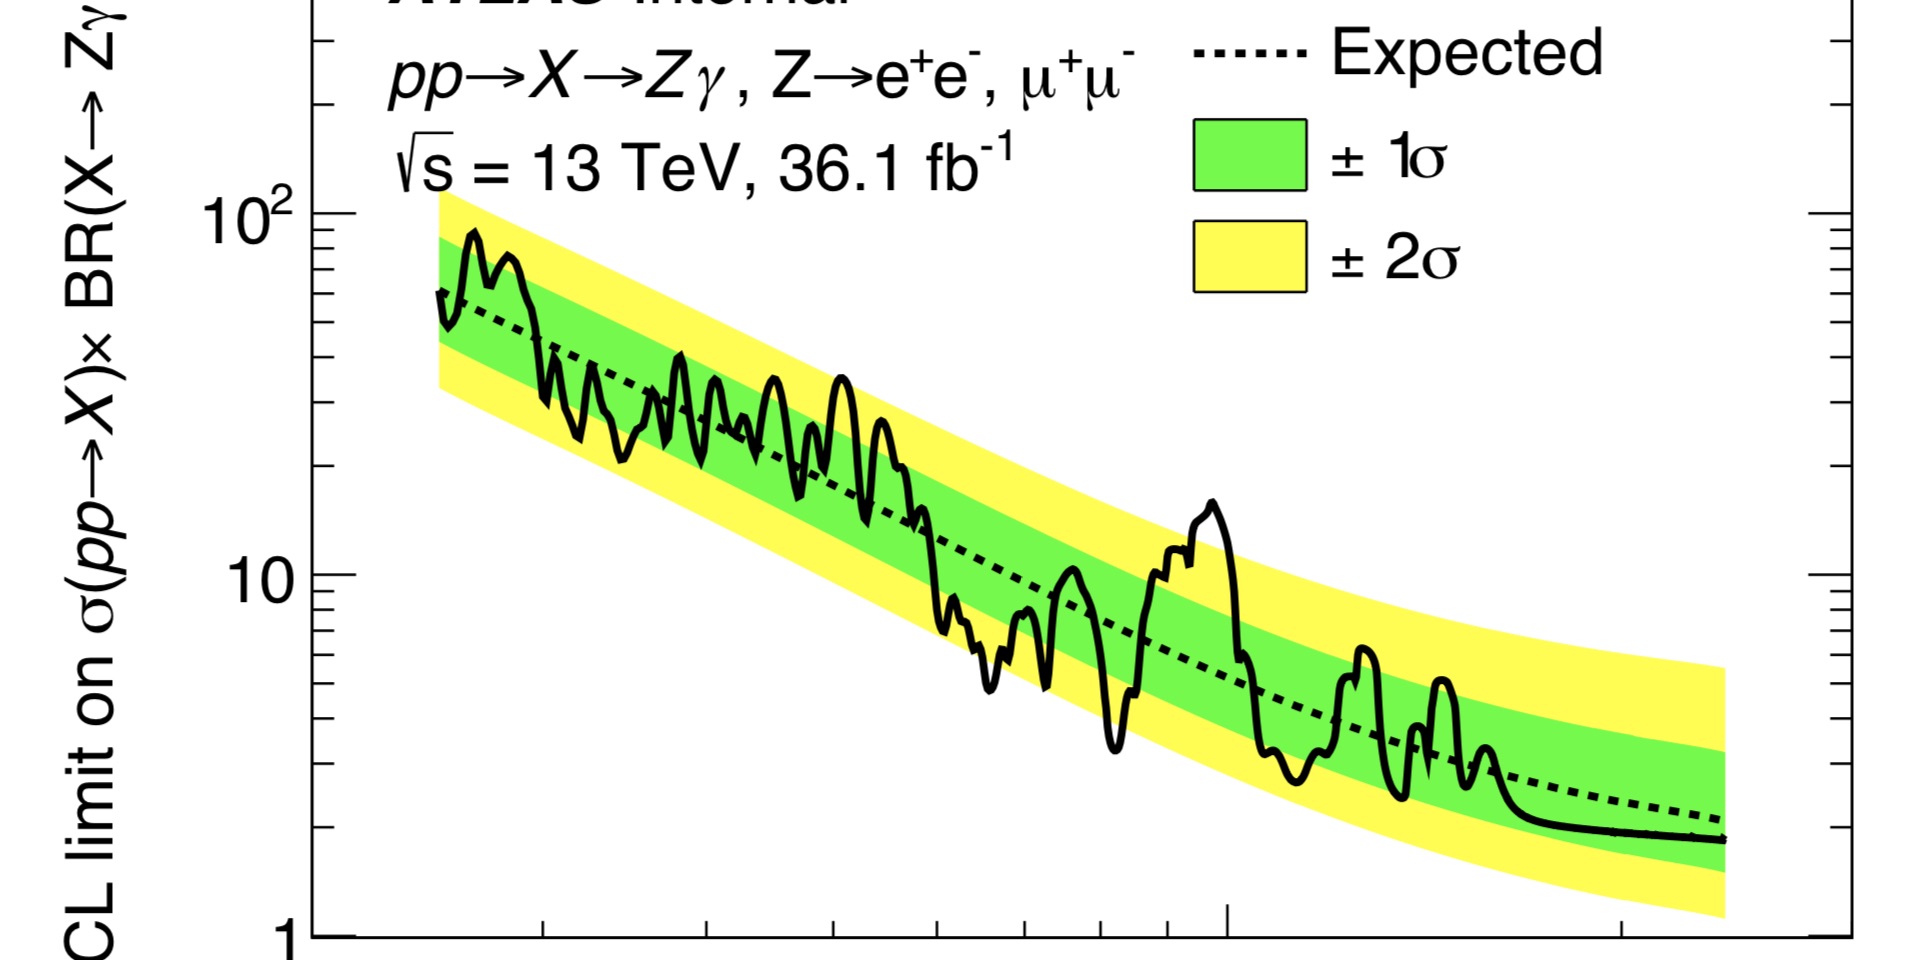 Internal
pp→X→Zγ, Z→e⁺e⁻, μ⁺μ⁻
√s = 13 TeV, 36.1 fb⁻¹
Expected
± 1σ
± 2σ
CL limit on σ(pp→X)× BR(X→ Zγ
10²
10
1